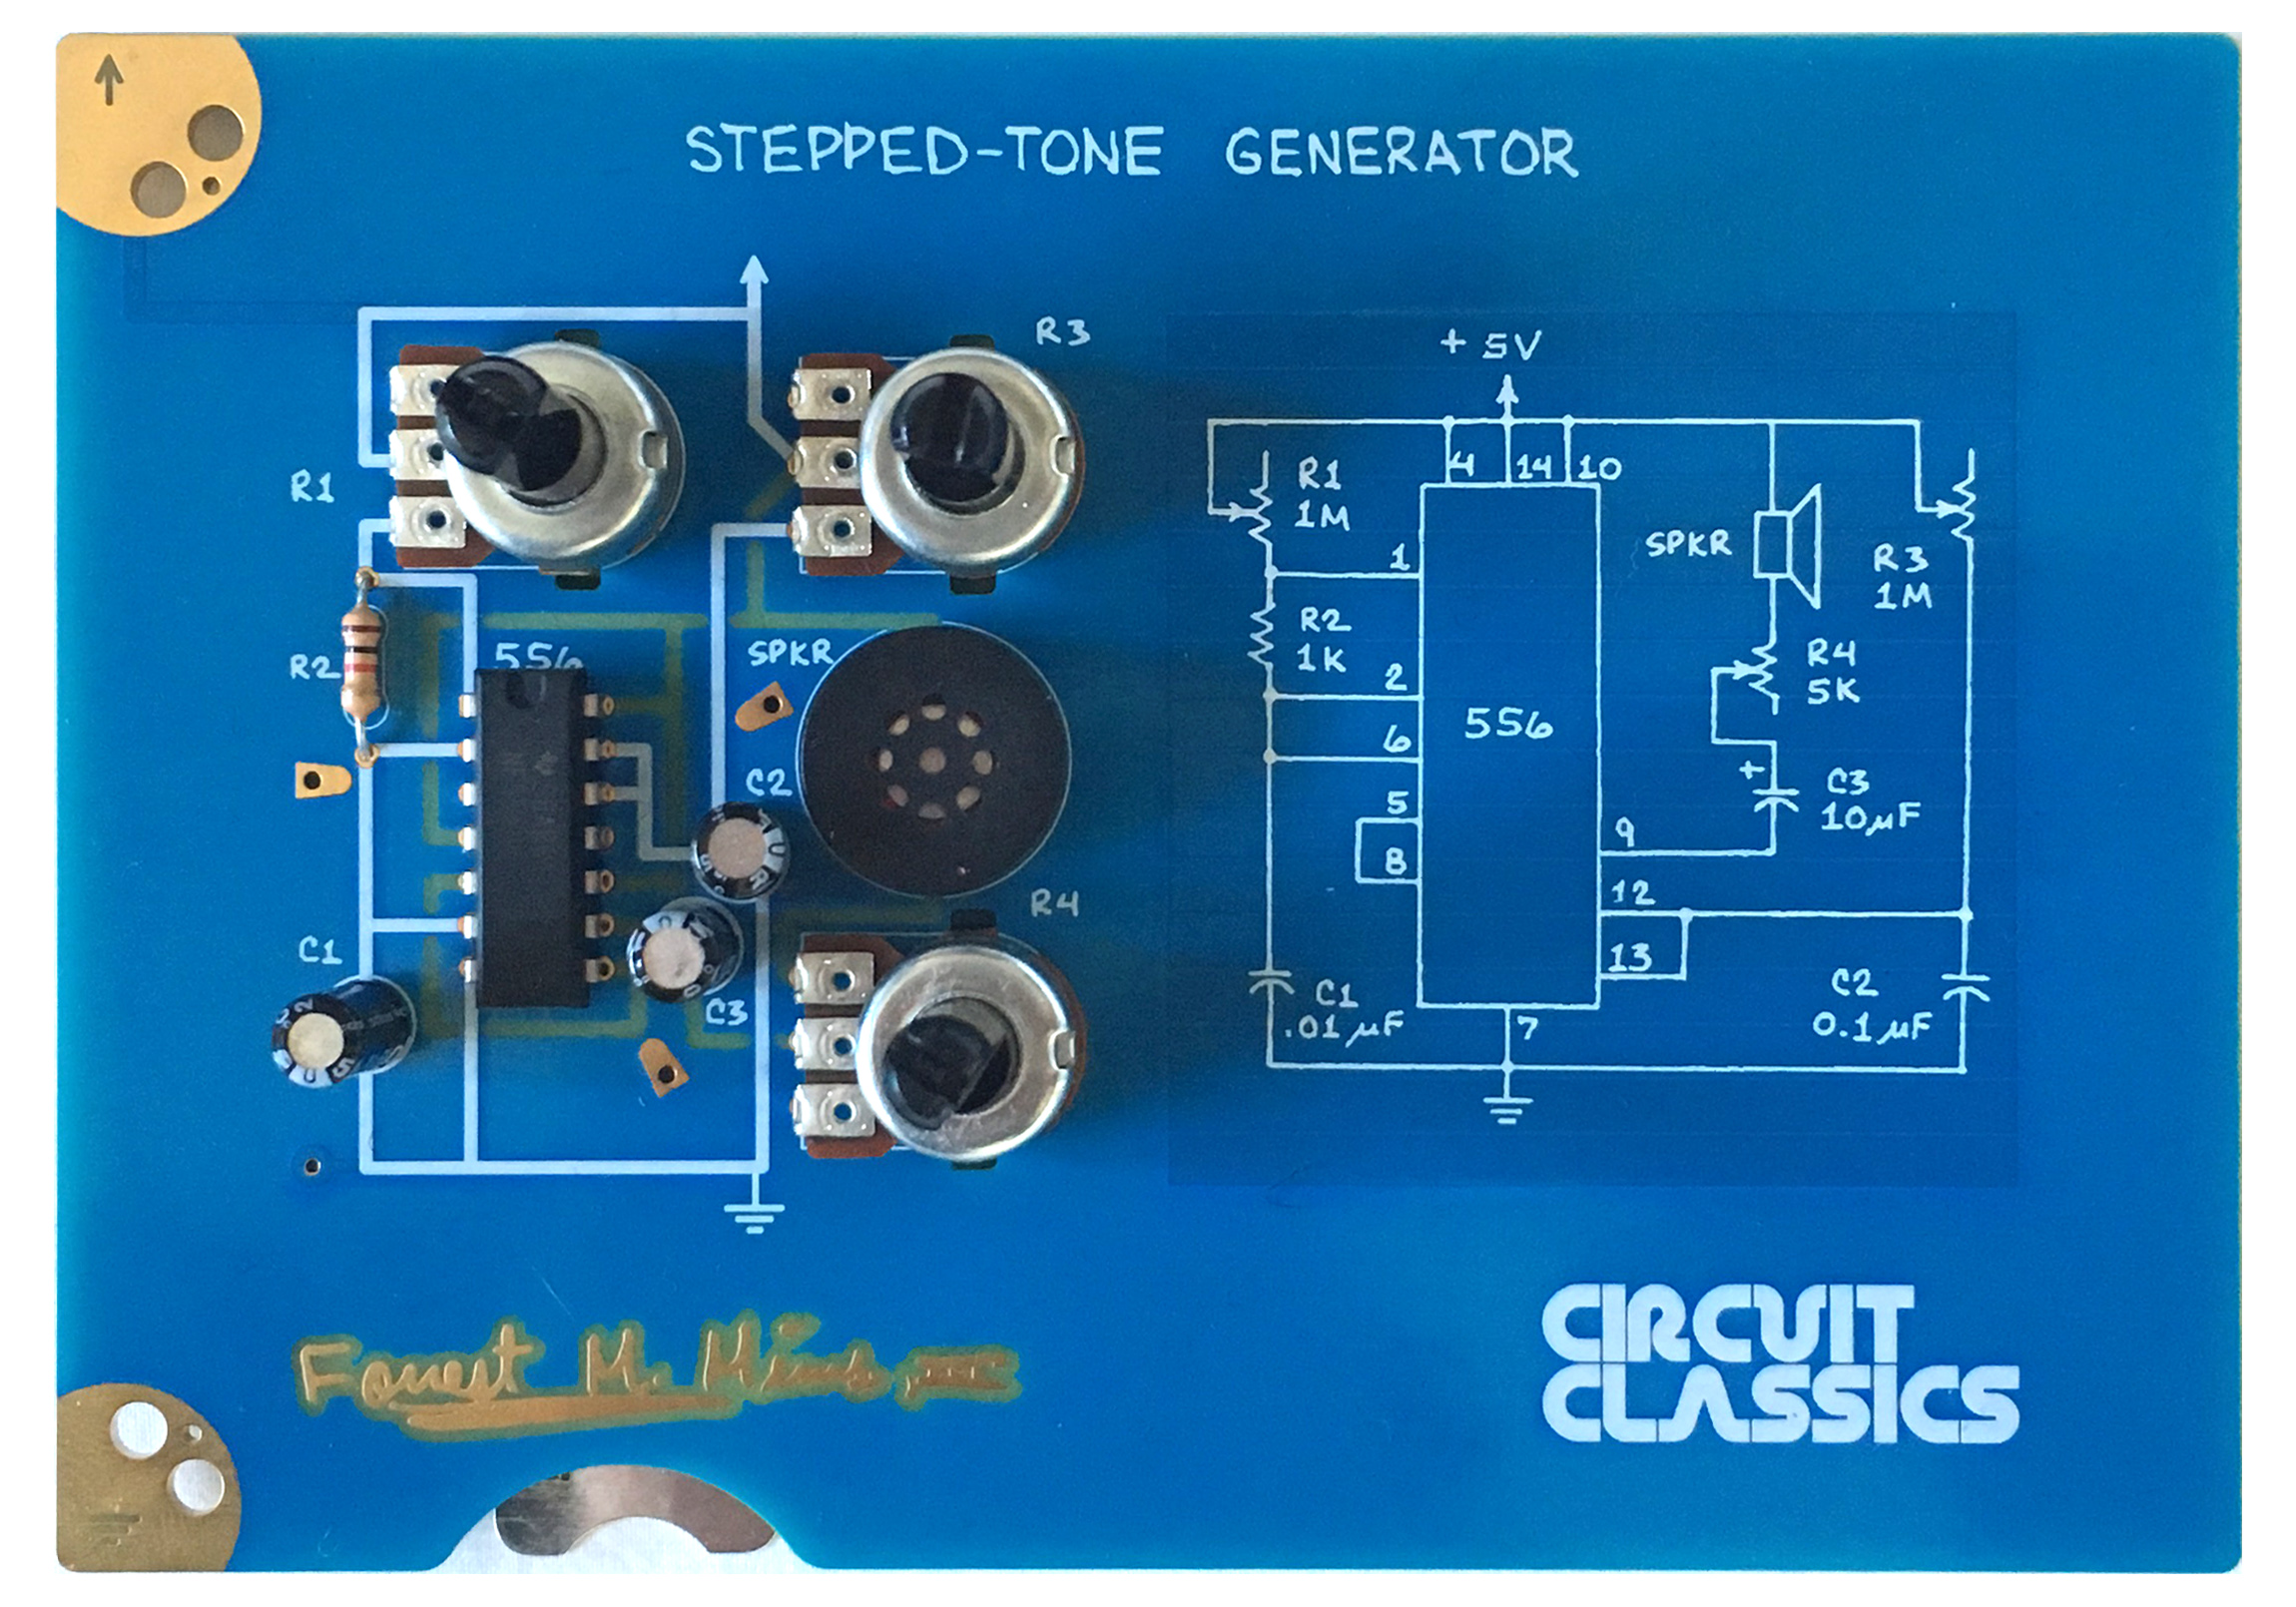 STEPPED-TONE GENERATOR
R3
R1
R2
556
SPKR
C2
C1
C3
R4
+5V
4 14 10
R1
1M
1
R2
1K
2
6
5
8
556
SPKR
R3
1M
R4
5K
+
C3
10µF
9
12
13
C1
.01µF
7
C2
0.1µF
Forrest M. Mims III
CIRCUIT
CLASSICS